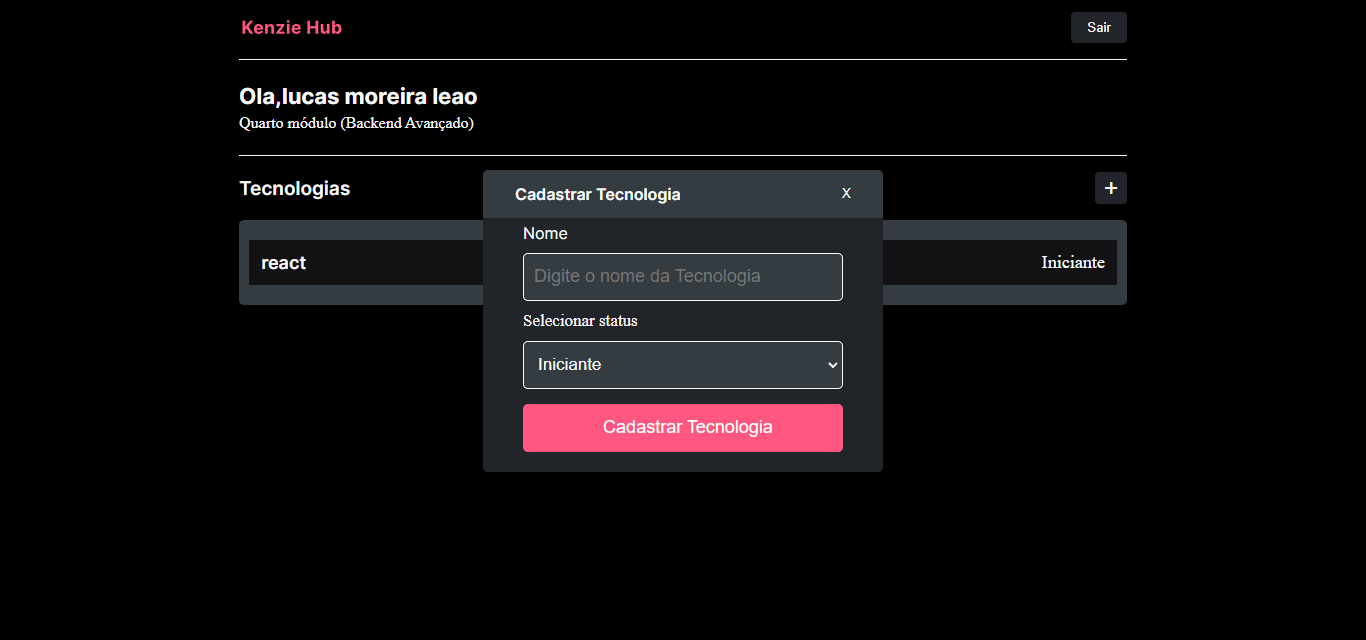 Kenzie Hub
Sair
Ola,lucas moreira leao
Quarto módulo (Backend Avançado)
Tecnologias
+
Cadastrar Tecnologia
X
Nome
Digite o nome da Tecnologia
Selecionar status
Iniciante
Cadastrar Tecnologia
react
Iniciante